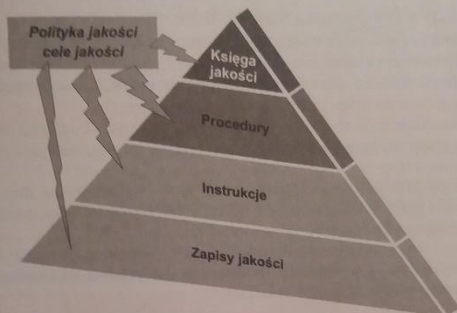 Polityka jakości
cele jakości
Księga
jakości
Procedury
Instrukcje
Zapisy jakości